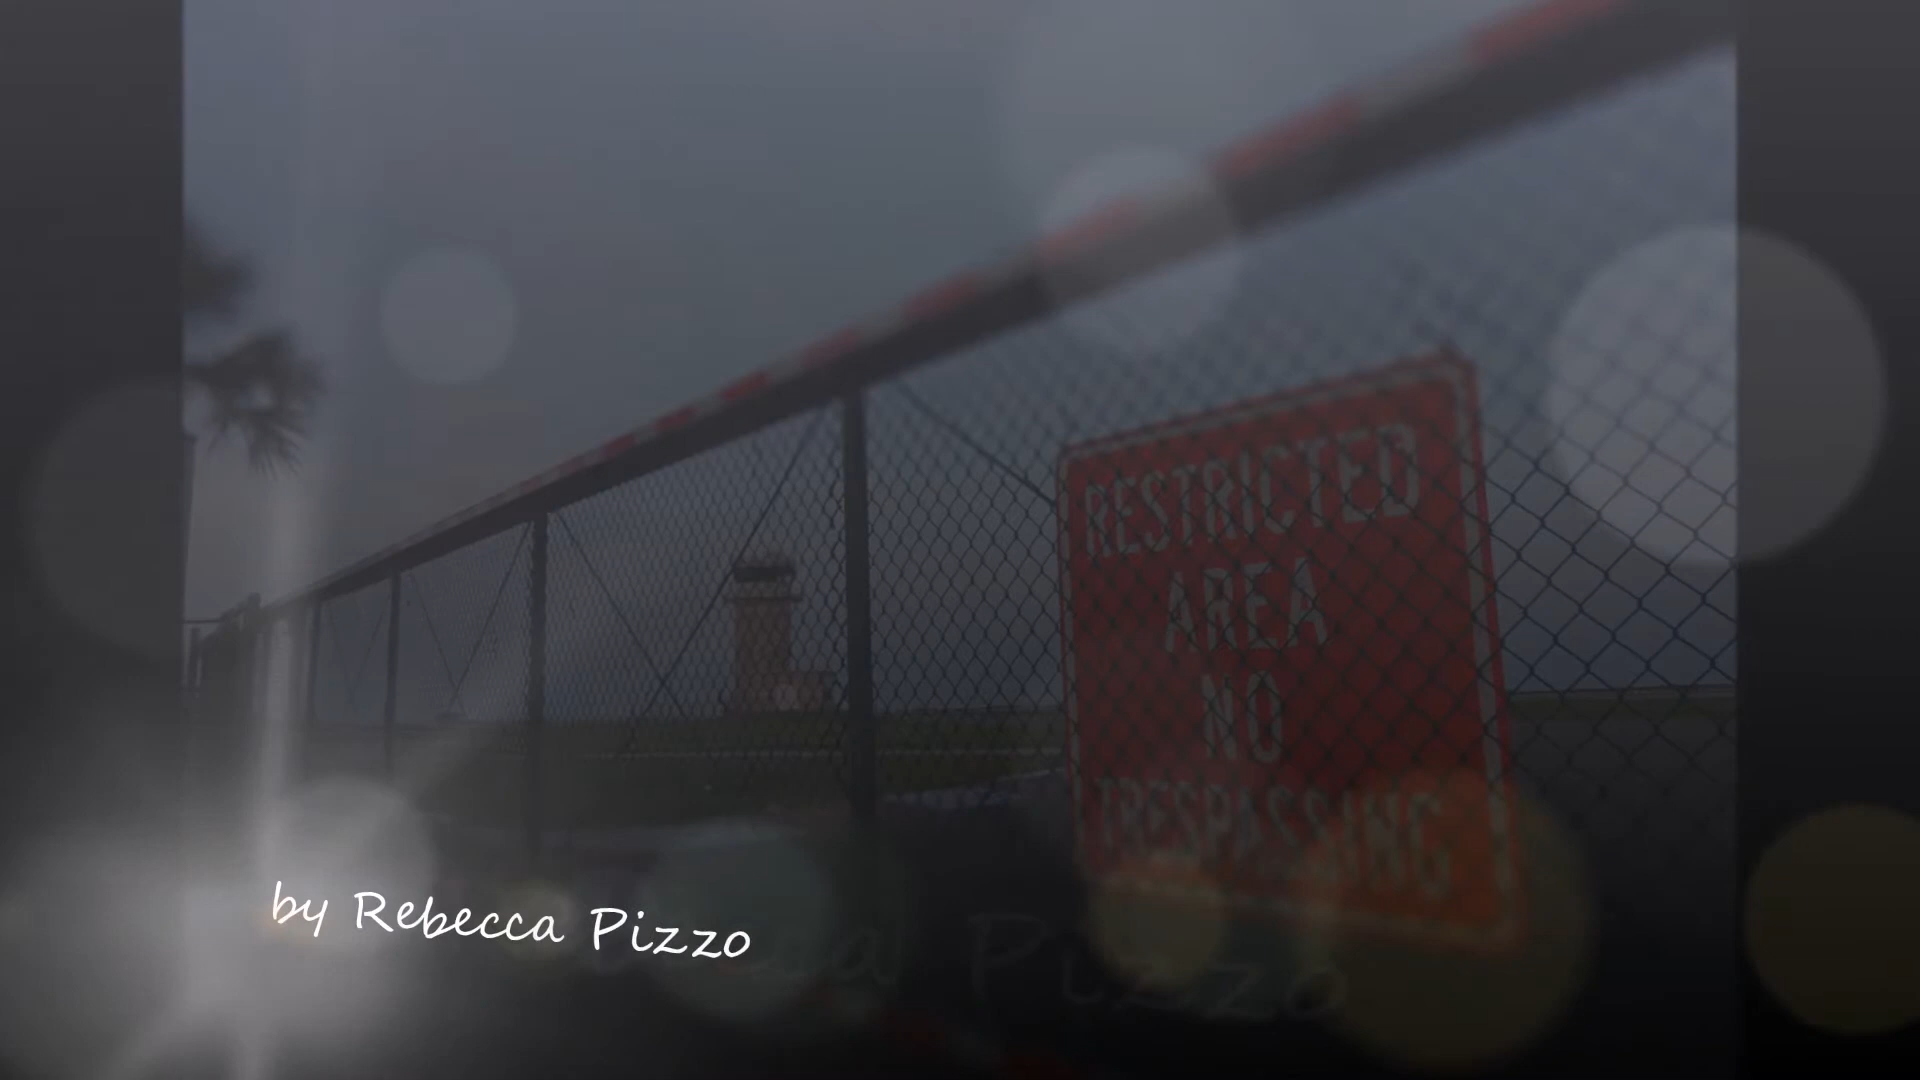 RESTRICTED
AREA
NO
TRESPASSING
by Rebecca Pizzo